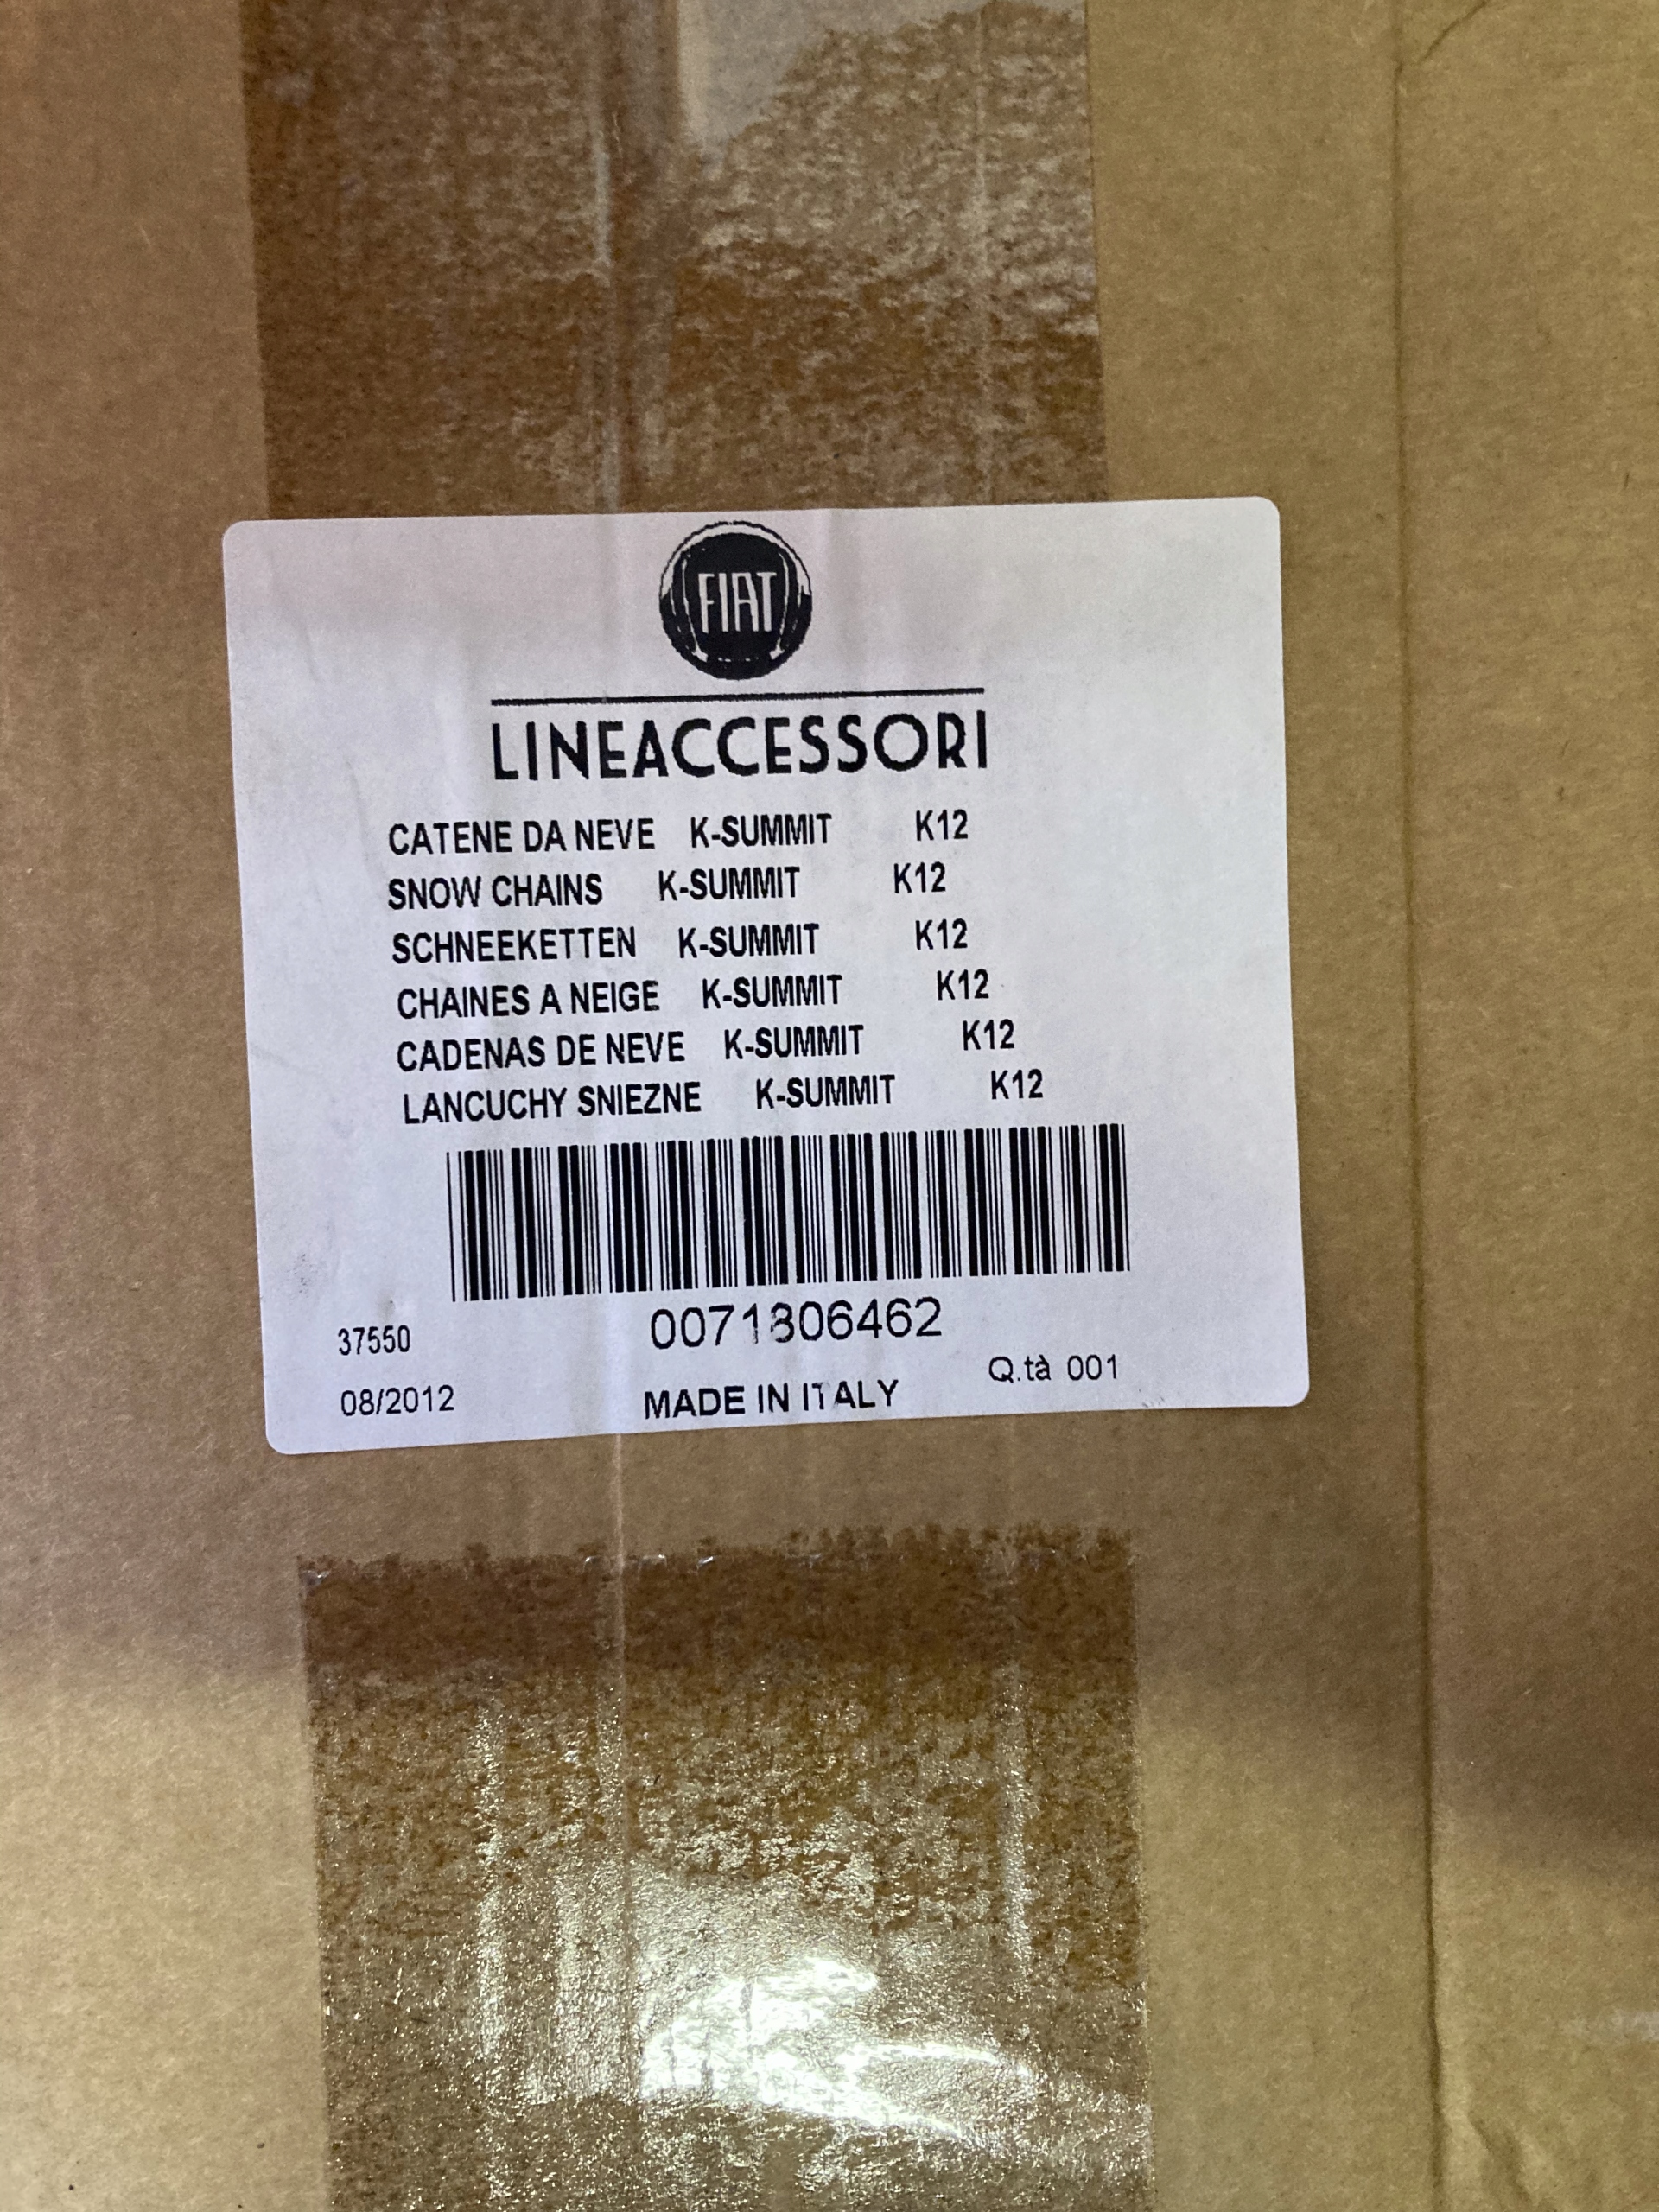 FIAT
LINEACCESSORI
CATENE DA NEVE K-SUMMIT K12
SNOW CHAINS K-SUMMIT K12
SCHNEEKETTEN K-SUMMIT K12
CHAINES A NEIGE K-SUMMIT K12
CADENAS DE NEVE K-SUMMIT K12
LANCUCHY SNIEZNE K-SUMMIT K12
0071806462
37550
Q.tà 001
08/2012
MADE IN ITALY